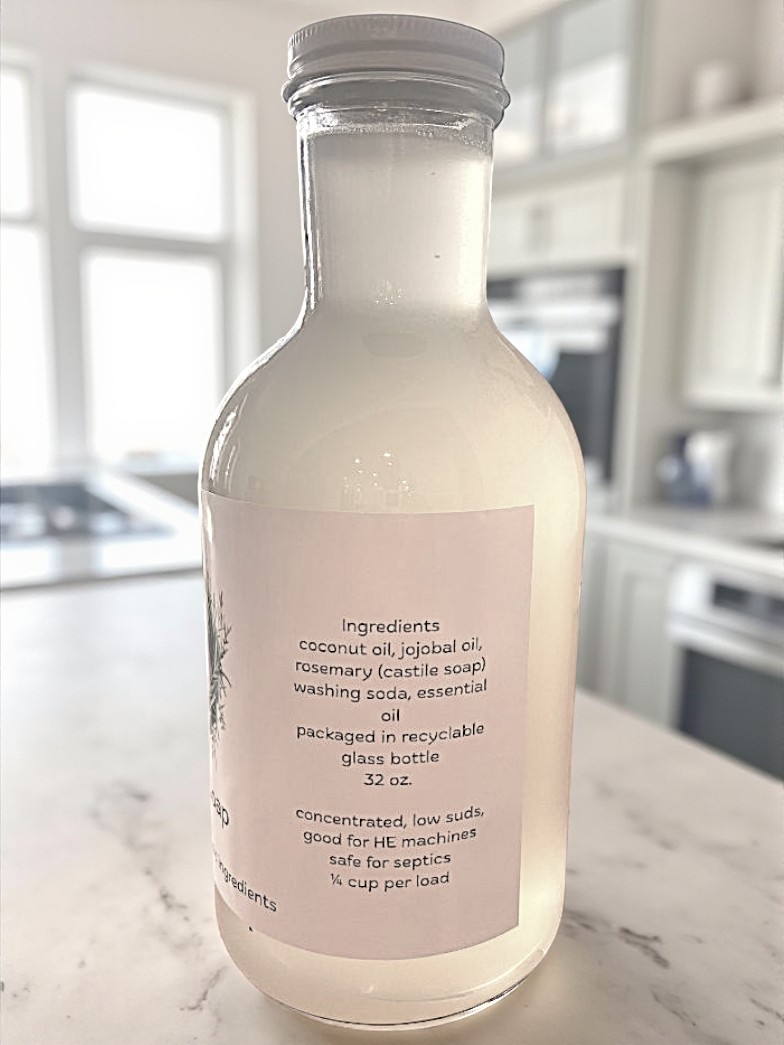 Ingredients
coconut oil, jojobal oil,
rosemary (castile soap)
washing soda, essential
oil
packaged in recyclable
glass bottle
32 oz.
concentrated, low suds,
good for HE machines
safe for septics
¼ cup per load
oap
ingredients